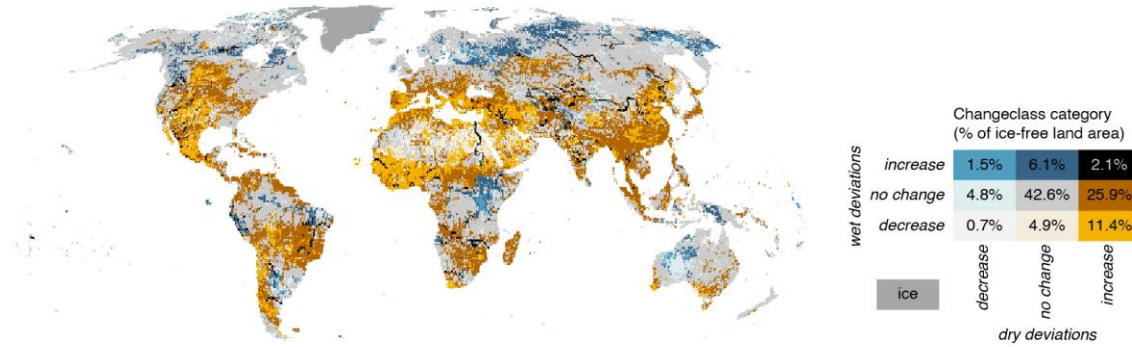 Changeclass category
(% of ice-free land area)
wet deviations
increase 1.5% 6.1% 2.1%
no change 4.8% 42.6% 25.9%
decrease 0.7% 4.9% 11.4%
decrease
no change
increase
ice
dry deviations